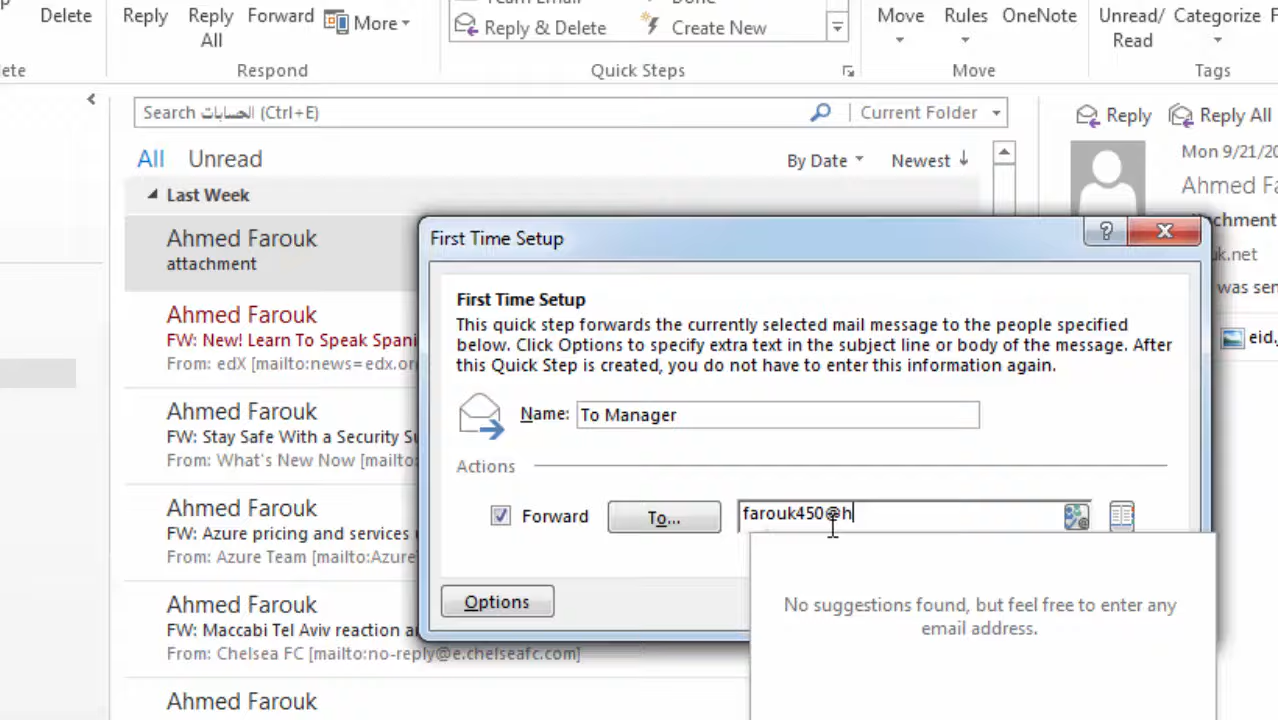 Delete
Reply
Reply
All
Forward
More
Respond
Reply & Delete
Create New
Quick Steps
Move
Rules
OneNote
Move
Unread/
Read
Categorize
Tags
Search الحسابات (Ctrl+E)
Current Folder
All Unread
By Date Newest
Last Week
Ahmed Farouk
attachment
Ahmed Farouk
FW: New! Learn To Speak Spani
From: edX [mailto:news=edx.or
Ahmed Farouk
FW: Stay Safe With a Security Su
From: What's New Now [mailto:
Ahmed Farouk
FW: Azure pricing and services
From: Azure Team [mailto:Azure
Ahmed Farouk
FW: Maccabi Tel Aviv reaction a
From: Chelsea FC [mailto:no-reply@e.chelseafc.com]
Ahmed Farouk
Reply Reply All
Mon 9/21/20
Ahmed Fa
ttachment
uk.net
was sen
eid.
First Time Setup
First Time Setup
This quick step forwards the currently selected mail message to the people specified
below. Click Options to specify extra text in the subject line or body of the message. After
this Quick Step is created, you do not have to enter this information again.
Name: To Manager
Actions
Forward To... farouk450@h
Options
No suggestions found, but feel free to enter any
email address.